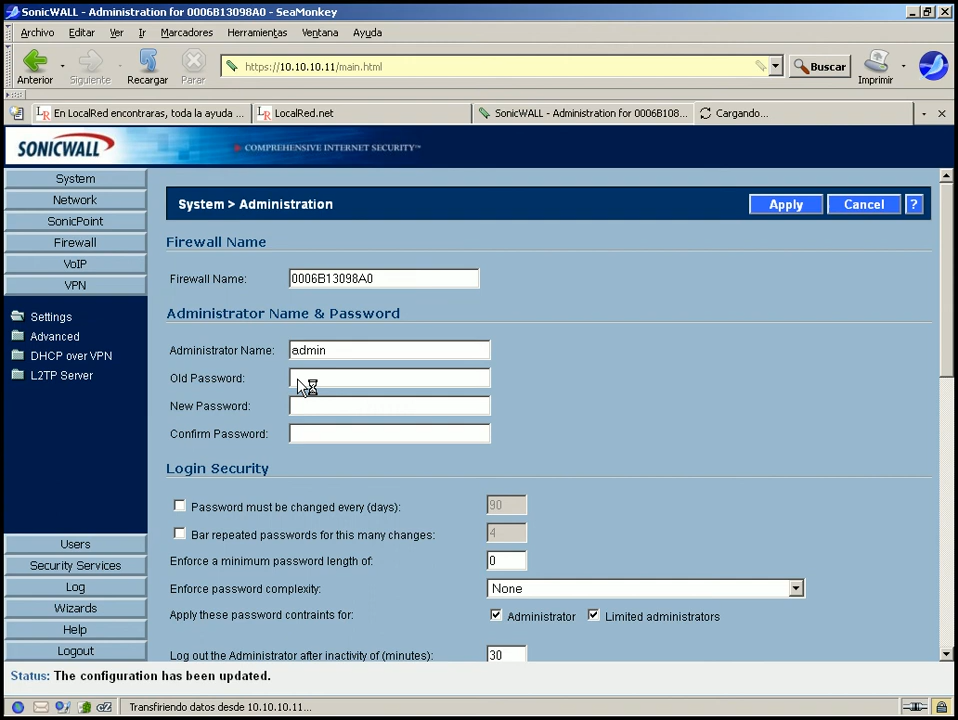 SonicWALL - Administration for 0006B13098A0 - SeaMonkey
Archivo Editar Ver Ir Marcadores Herramientas Ventana Ayuda
Anterior Siguiente Recargar Parar https://10.10.10.11/main.html Buscar Imprimir
En LocalRed encontraras, toda la ayuda ... LocalRed.net SonicWALL - Administration for 0006B108... Cargando...
SONICWALL COMPREHENSIVE INTERNET SECURITY™
System
Network
SonicPoint
Firewall
VoIP
VPN
Settings
Advanced
DHCP over VPN
L2TP Server
Users
Security Services
Log
Wizards
Help
Logout
System > Administration Apply Cancel ?
Firewall Name
Firewall Name: 0006B13098A0
Administrator Name & Password
Administrator Name: admin
Old Password:
New Password:
Confirm Password:
Login Security
Password must be changed every (days): 90
Bar repeated passwords for this many changes: 4
Enforce a minimum password length of: 0
Enforce password complexity: None
Apply these password contraints for: Administrator Limited administrators
Log out the Administrator after inactivity of (minutes): 30
Status: The configuration has been updated.
Transfiriendo datos desde 10.10.10.11...